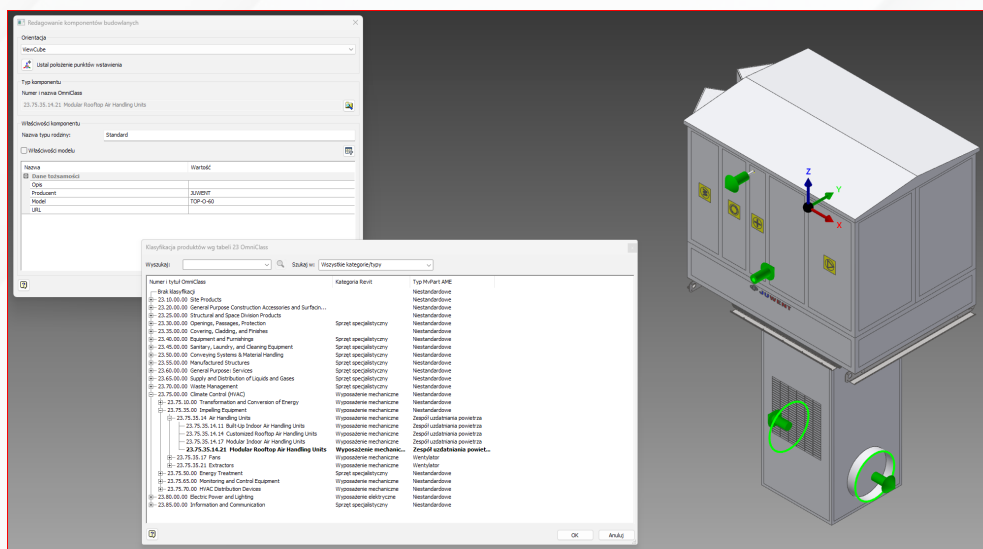 Redagowanie komponentów budowlanych
Orientacja
ViewCube
Ustal położenie punktów wstawienia
Typ komponentu
Numer i nazwa OmniClass
23.75.35.14.21 Modular Rooftop Air Handling Units
Właściwości komponentu
Nazwa typu rodziny: Standard
Właściwości modelu
Nazwa Wartość
Dane tożsamości
Opis
Producent JUWENT
Model TOP-O-60
URL
Klasyfikacja produktów wg tabeli 23 OmniClass
Wyszukaj: Szukaj w: Wszystkie kategorie/typy
Numer i tytuł OmniClass Kategoria Revit Typ MvPart AME
Brak klasyfikacji Niestandardowe
23.10.00.00 Site Products Niestandardowe
23.20.00.00 General Purpose Construction Accessories and Surfacin... Niestandardowe
23.25.00.00 Structural and Space Division Products Niestandardowe
23.30.00.00 Openings, Passages, Protection Sprzęt specjalistyczny Niestandardowe
23.35.00.00 Covering, Cladding, and Finishes Niestandardowe
23.40.00.00 Equipment and Furnishings Sprzęt specjalistyczny Niestandardowe
23.45.00.00 Sanitary, Laundry, and Cleaning Equipment Sprzęt specjalistyczny Niestandardowe
23.50.00.00 Conveying Systems & Material Handling Sprzęt specjalistyczny Niestandardowe
23.55.00.00 Manufactured Structures Sprzęt specjalistyczny Niestandardowe
23.60.00.00 General Purpose: Services Sprzęt specjalistyczny Niestandardowe
23.65.00.00 Supply and Distribution of Liquids and Gases Sprzęt specjalistyczny Niestandardowe
23.70.00.00 Waste Management Sprzęt specjalistyczny Niestandardowe
23.75.00.00 Climate Control (HVAC) Wyposażenie mechaniczne Niestandardowe
23.75.10.00 Transformation and Conversion of Energy Wyposażenie mechaniczne Niestandardowe
23.75.35.00 Impelling Equipment Wyposażenie mechaniczne Niestandardowe
23.75.35.14 Air Handling Units Wyposażenie mechaniczne Zespół uzdatniania powietrza
23.75.35.14.11 Built-Up Indoor Air Handling Units Wyposażenie mechaniczne Zespół uzdatniania powietrza
23.75.35.14.14 Customized Rooftop Air Handling Units Wyposażenie mechaniczne Zespół uzdatniania powietrza
23.75.35.14.17 Modular Indoor Air Handling Units Wyposażenie mechaniczne Zespół uzdatniania powietrza
23.75.35.14.21 Modular Rooftop Air Handling Units Wyposażenie mechanic... Zespół uzdatniania powiet...
23.75.35.17 Fans Wyposażenie mechaniczne Wentylator
23.75.35.21 Extractors Wyposażenie mechaniczne Wentylator
23.75.50.00 Energy Treatment Sprzęt specjalistyczny Niestandardowe
23.75.65.00 Monitoring and Control Equipment Wyposażenie mechaniczne Niestandardowe
23.75.70.00 HVAC Distribution Devices Wyposażenie mechaniczne Niestandardowe
23.80.00.00 Electric Power and Lighting Wyposażenie elektryczne Niestandardowe
23.85.00.00 Information and Communication Sprzęt specjalistyczny Niestandardowe
OK Anuluj
Z
Y
X
JUWENT